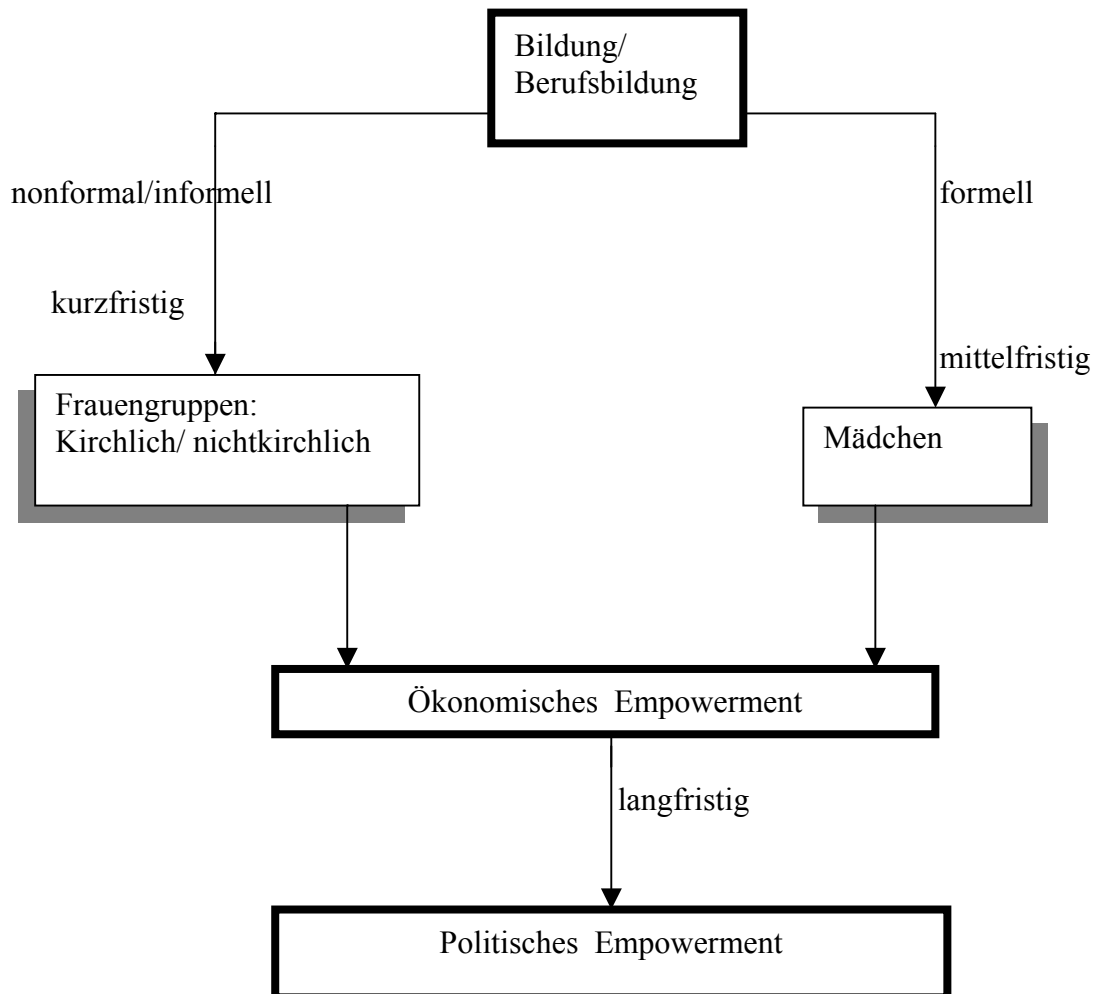 Bildung/
Berufsbildung
nonformal/informell
formell
kurzfristig
mittelfristig
Frauengruppen:
Kirchlich/ nichtkirchlich
Mädchen
Ökonomisches Empowerment
langfristig
Politisches Empowerment